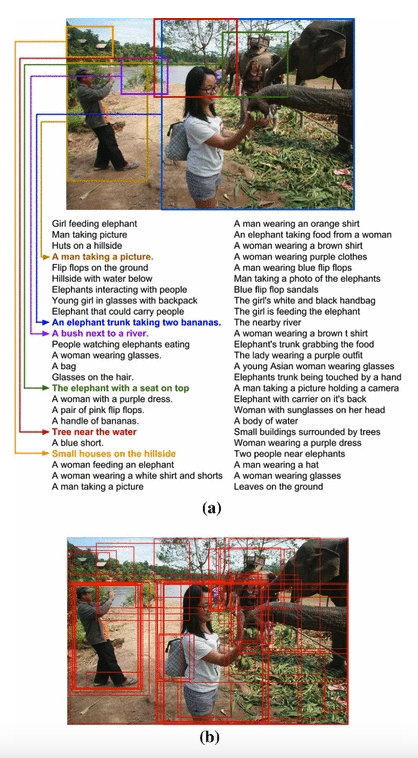 Girl feeding elephant
Man taking picture
Huts on a hillside
A man taking a picture.
Flip flops on the ground
Hillside with water below
Elephants interacting with people
Young girl in glasses with backpack
Elephant that could carry people
An elephant trunk taking two bananas.
A bush next to a river.
People watching elephants eating
A woman wearing glasses.
A bag
Glasses on the hair.
The elephant with a seat on top
A woman with a purple dress.
A pair of pink flip flops.
A handle of bananas.
Tree near the water
A blue short.
Small houses on the hillside
A woman feeding an elephant
A woman wearing a white shirt and shorts
A man taking a picture
A man wearing an orange shirt
An elephant taking food from a woman
A woman wearing a brown shirt
A woman wearing purple clothes
A man wearing blue flip flops
Man taking a photo of the elephants
Blue flip flop sandals
The girl's white and black handbag
The girl is feeding the elephant
The nearby river
A woman wearing a brown t shirt
Elephant's trunk grabbing the food
The lady wearing a purple outfit
A young Asian woman wearing glasses
Elephants trunk being touched by a hand
A man taking a picture holding a camera
Elephant with carrier on it's back
Woman with sunglasses on her head
A body of water
Small buildings surrounded by trees
Woman wearing a purple dress
Two people near elephants
A man wearing a hat
A woman wearing glasses
Leaves on the ground
(a)
(b)